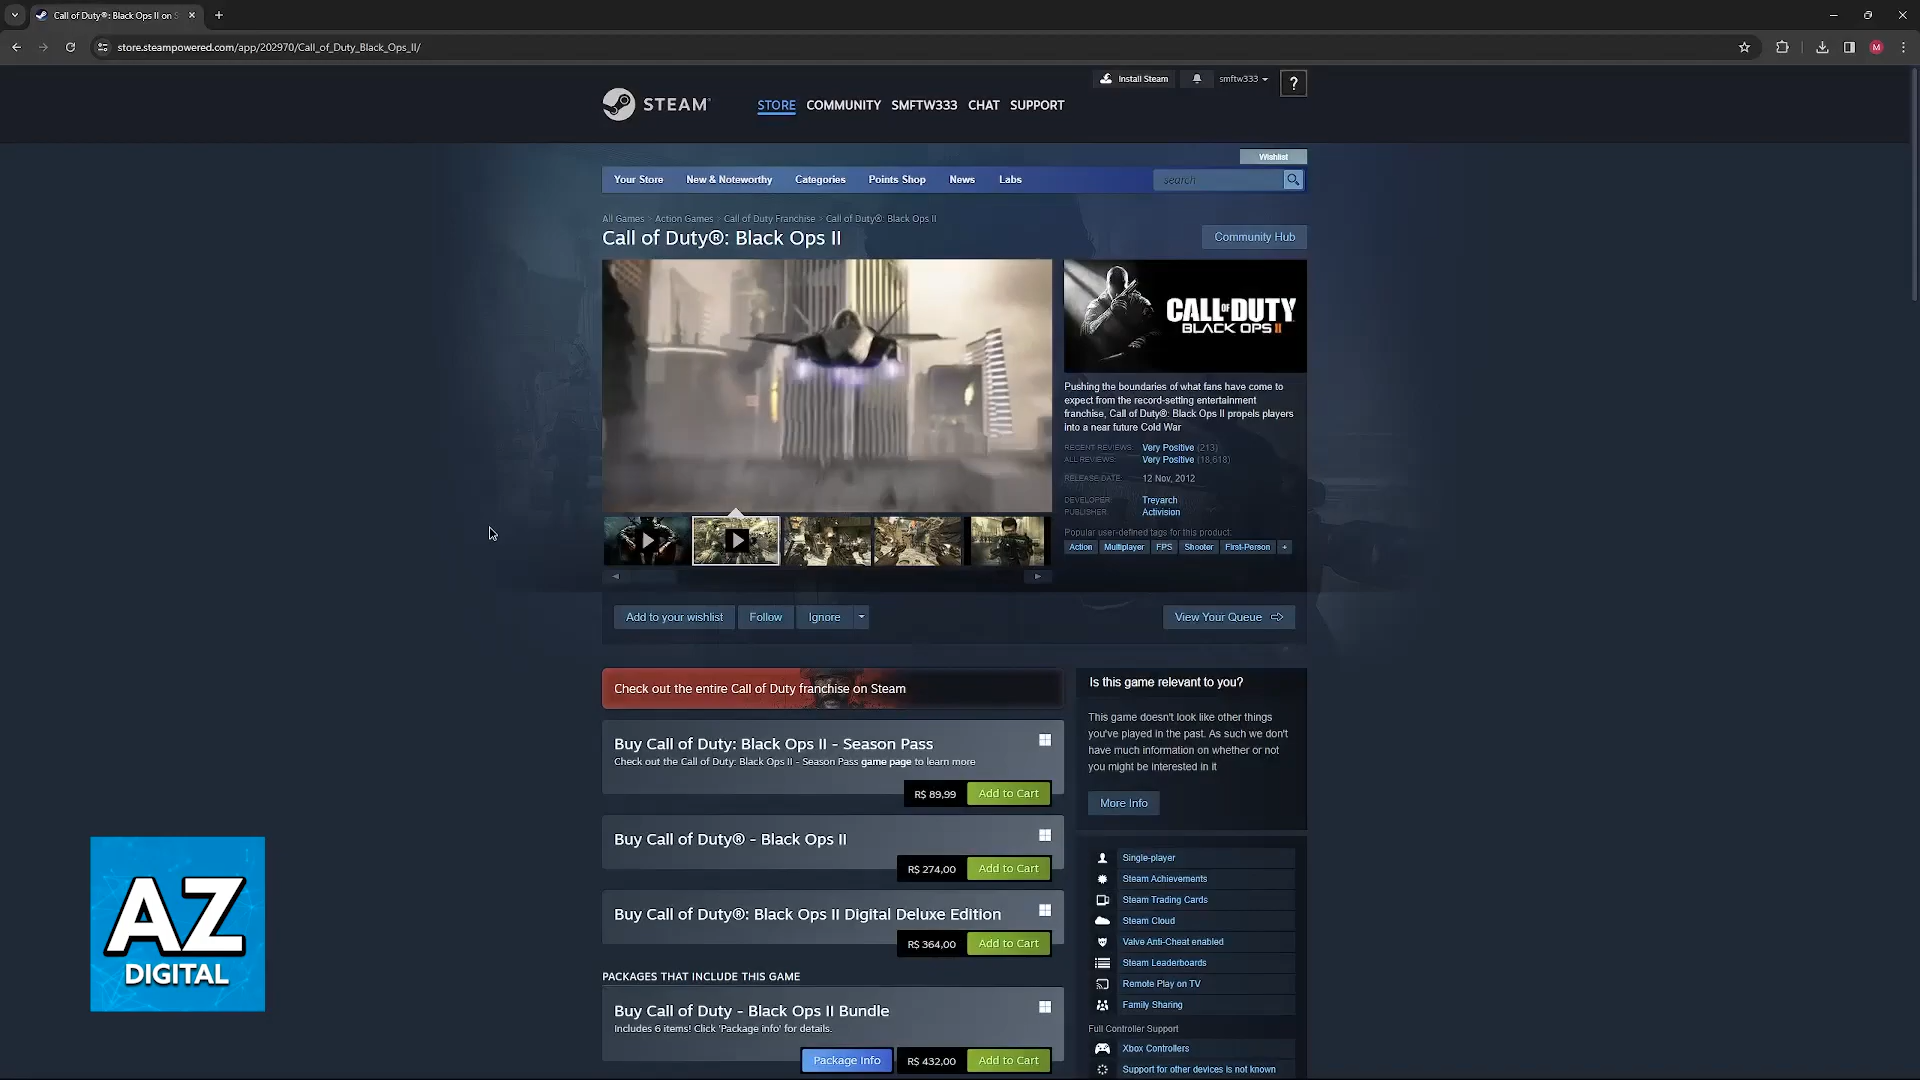 Call of Duty®: Black Ops II on S
store.steampowered.com/app/202970/Call_of_Duty_Black_Ops_II/
M
Install Steam
smftw333
?
STEAM
STORE COMMUNITY SMFTW333 CHAT SUPPORT
Wishlist
Your Store New & Noteworthy Categories Points Shop News Labs
search
All Games > Action Games > Call of Duty Franchise > Call of Duty®: Black Ops II
Call of Duty®: Black Ops II
Community Hub
CALL OF DUTY
BLACK OPS II
Pushing the boundaries of what fans have come to
expect from the record-setting entertainment
franchise, Call of Duty®: Black Ops II propels players
into a near future Cold War
RECENT REVIEWS: Very Positive (213)
ALL REVIEWS: Very Positive (18,618)
RELEASE DATE: 12 Nov, 2012
DEVELOPER: Treyarch
PUBLISHER: Activision
Popular user-defined tags for this product:
Action Multiplayer FPS Shooter First-Person +
Add to your wishlist Follow Ignore
View Your Queue
Check out the entire Call of Duty franchise on Steam
Buy Call of Duty: Black Ops II - Season Pass
Check out the Call of Duty: Black Ops II - Season Pass game page to learn more
R$ 89,99 Add to Cart
Buy Call of Duty® - Black Ops II
R$ 274,00 Add to Cart
Buy Call of Duty®: Black Ops II Digital Deluxe Edition
R$ 364,00 Add to Cart
PACKAGES THAT INCLUDE THIS GAME
Buy Call of Duty - Black Ops II Bundle
Includes 6 items! Click 'Package info' for details.
Package Info R$ 432,00 Add to Cart
Is this game relevant to you?
This game doesn't look like other things
you've played in the past. As such we don't
have much information on whether or not
you might be interested in it
More Info
Single-player
Steam Achievements
Steam Trading Cards
Steam Cloud
Valve Anti-Cheat enabled
Steam Leaderboards
Remote Play on TV
Family Sharing
Full Controller Support
Xbox Controllers
Support for other devices is not known
AZ
DIGITAL